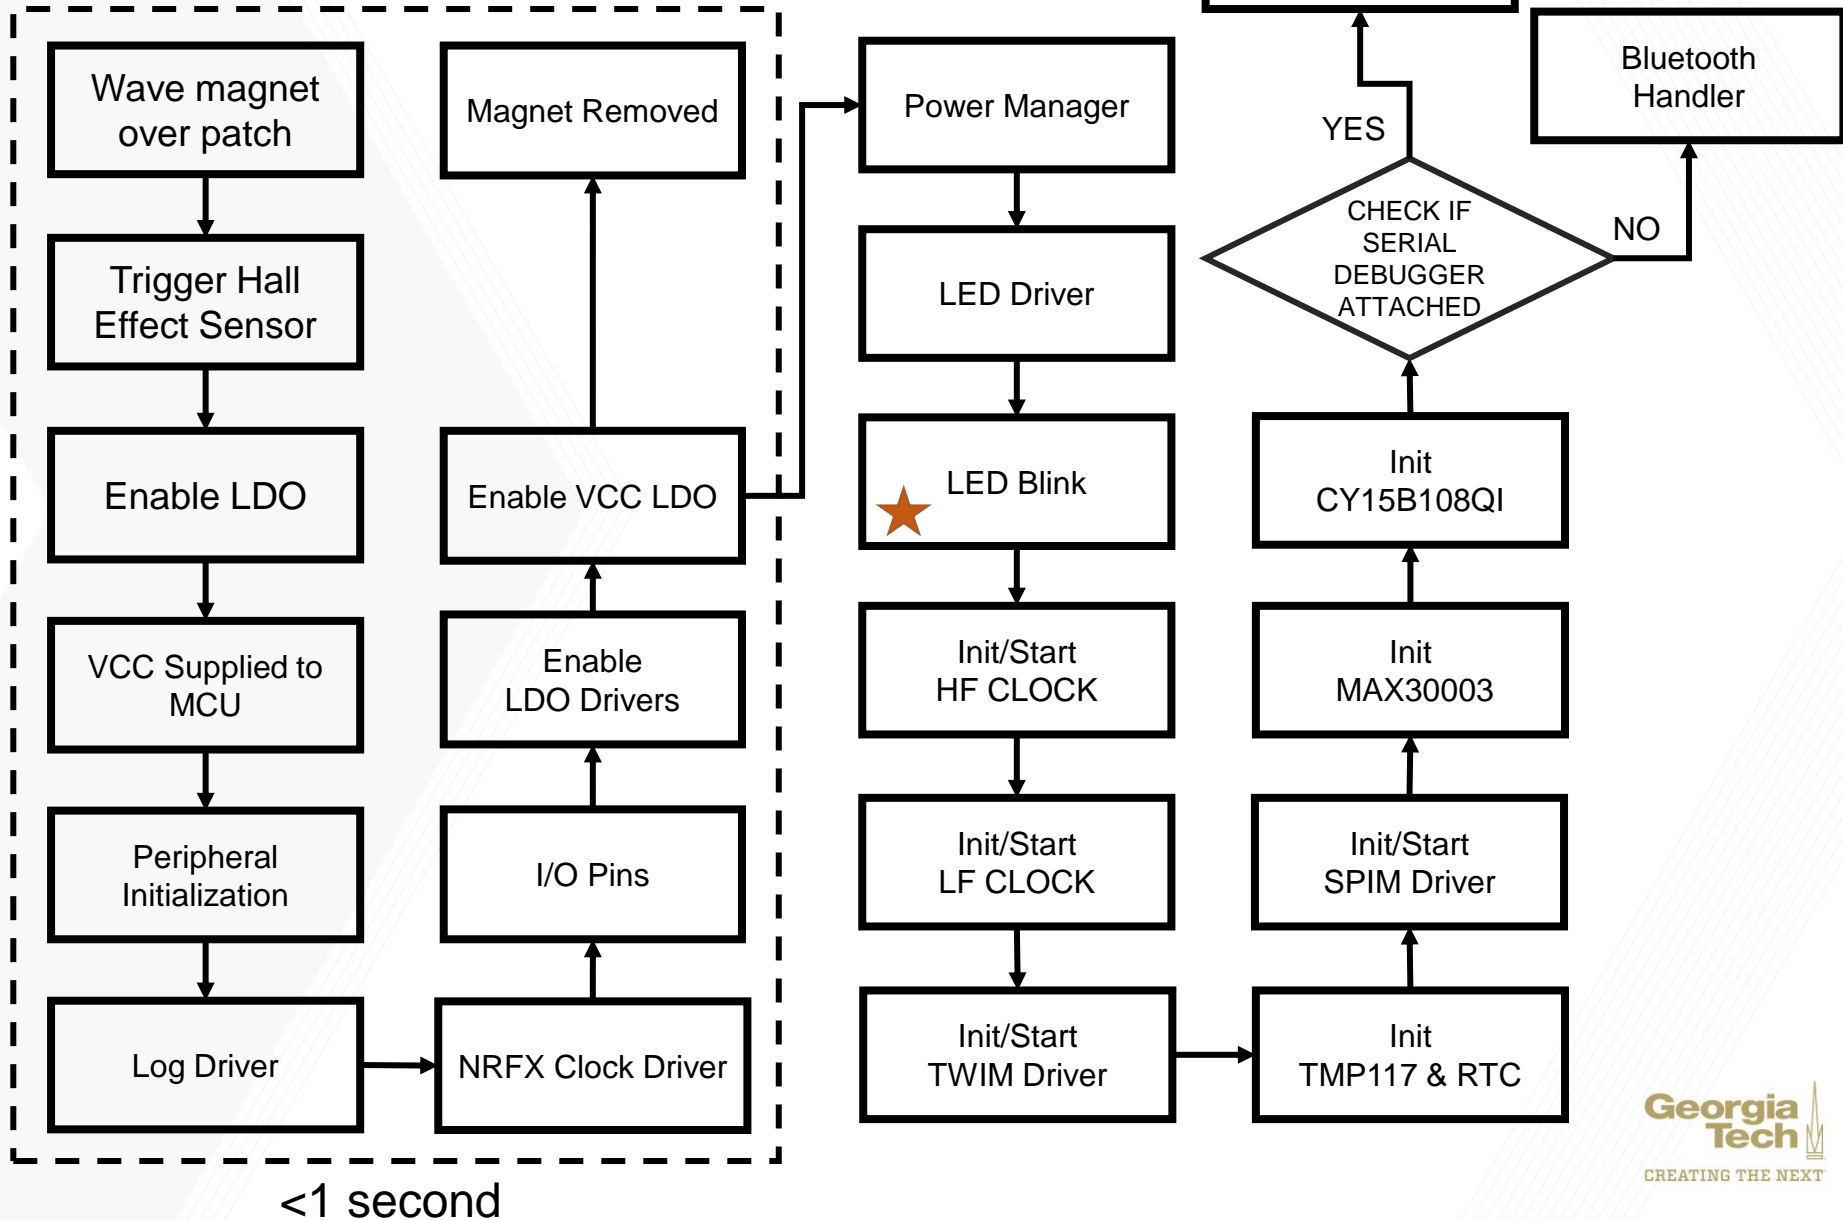 Wave magnet
over patch
Trigger Hall
Effect Sensor
Enable LDO
VCC Supplied to
MCU
Peripheral
Initialization
Log Driver
NRFX Clock Driver
I/O Pins
Enable
LDO Drivers
Enable VCC LDO
Magnet Removed
<1 second
Power Manager
LED Driver
LED Blink
Init/Start
HF CLOCK
Init/Start
LF CLOCK
Init/Start
TWIM Driver
Init
TMP117 & RTC
Init/Start
SPIM Driver
Init
MAX30003
Init
CY15B108QI
CHECK IF
SERIAL
DEBUGGER
ATTACHED
YES
NO
Bluetooth
Handler
Georgia
Tech
CREATING THE NEXT